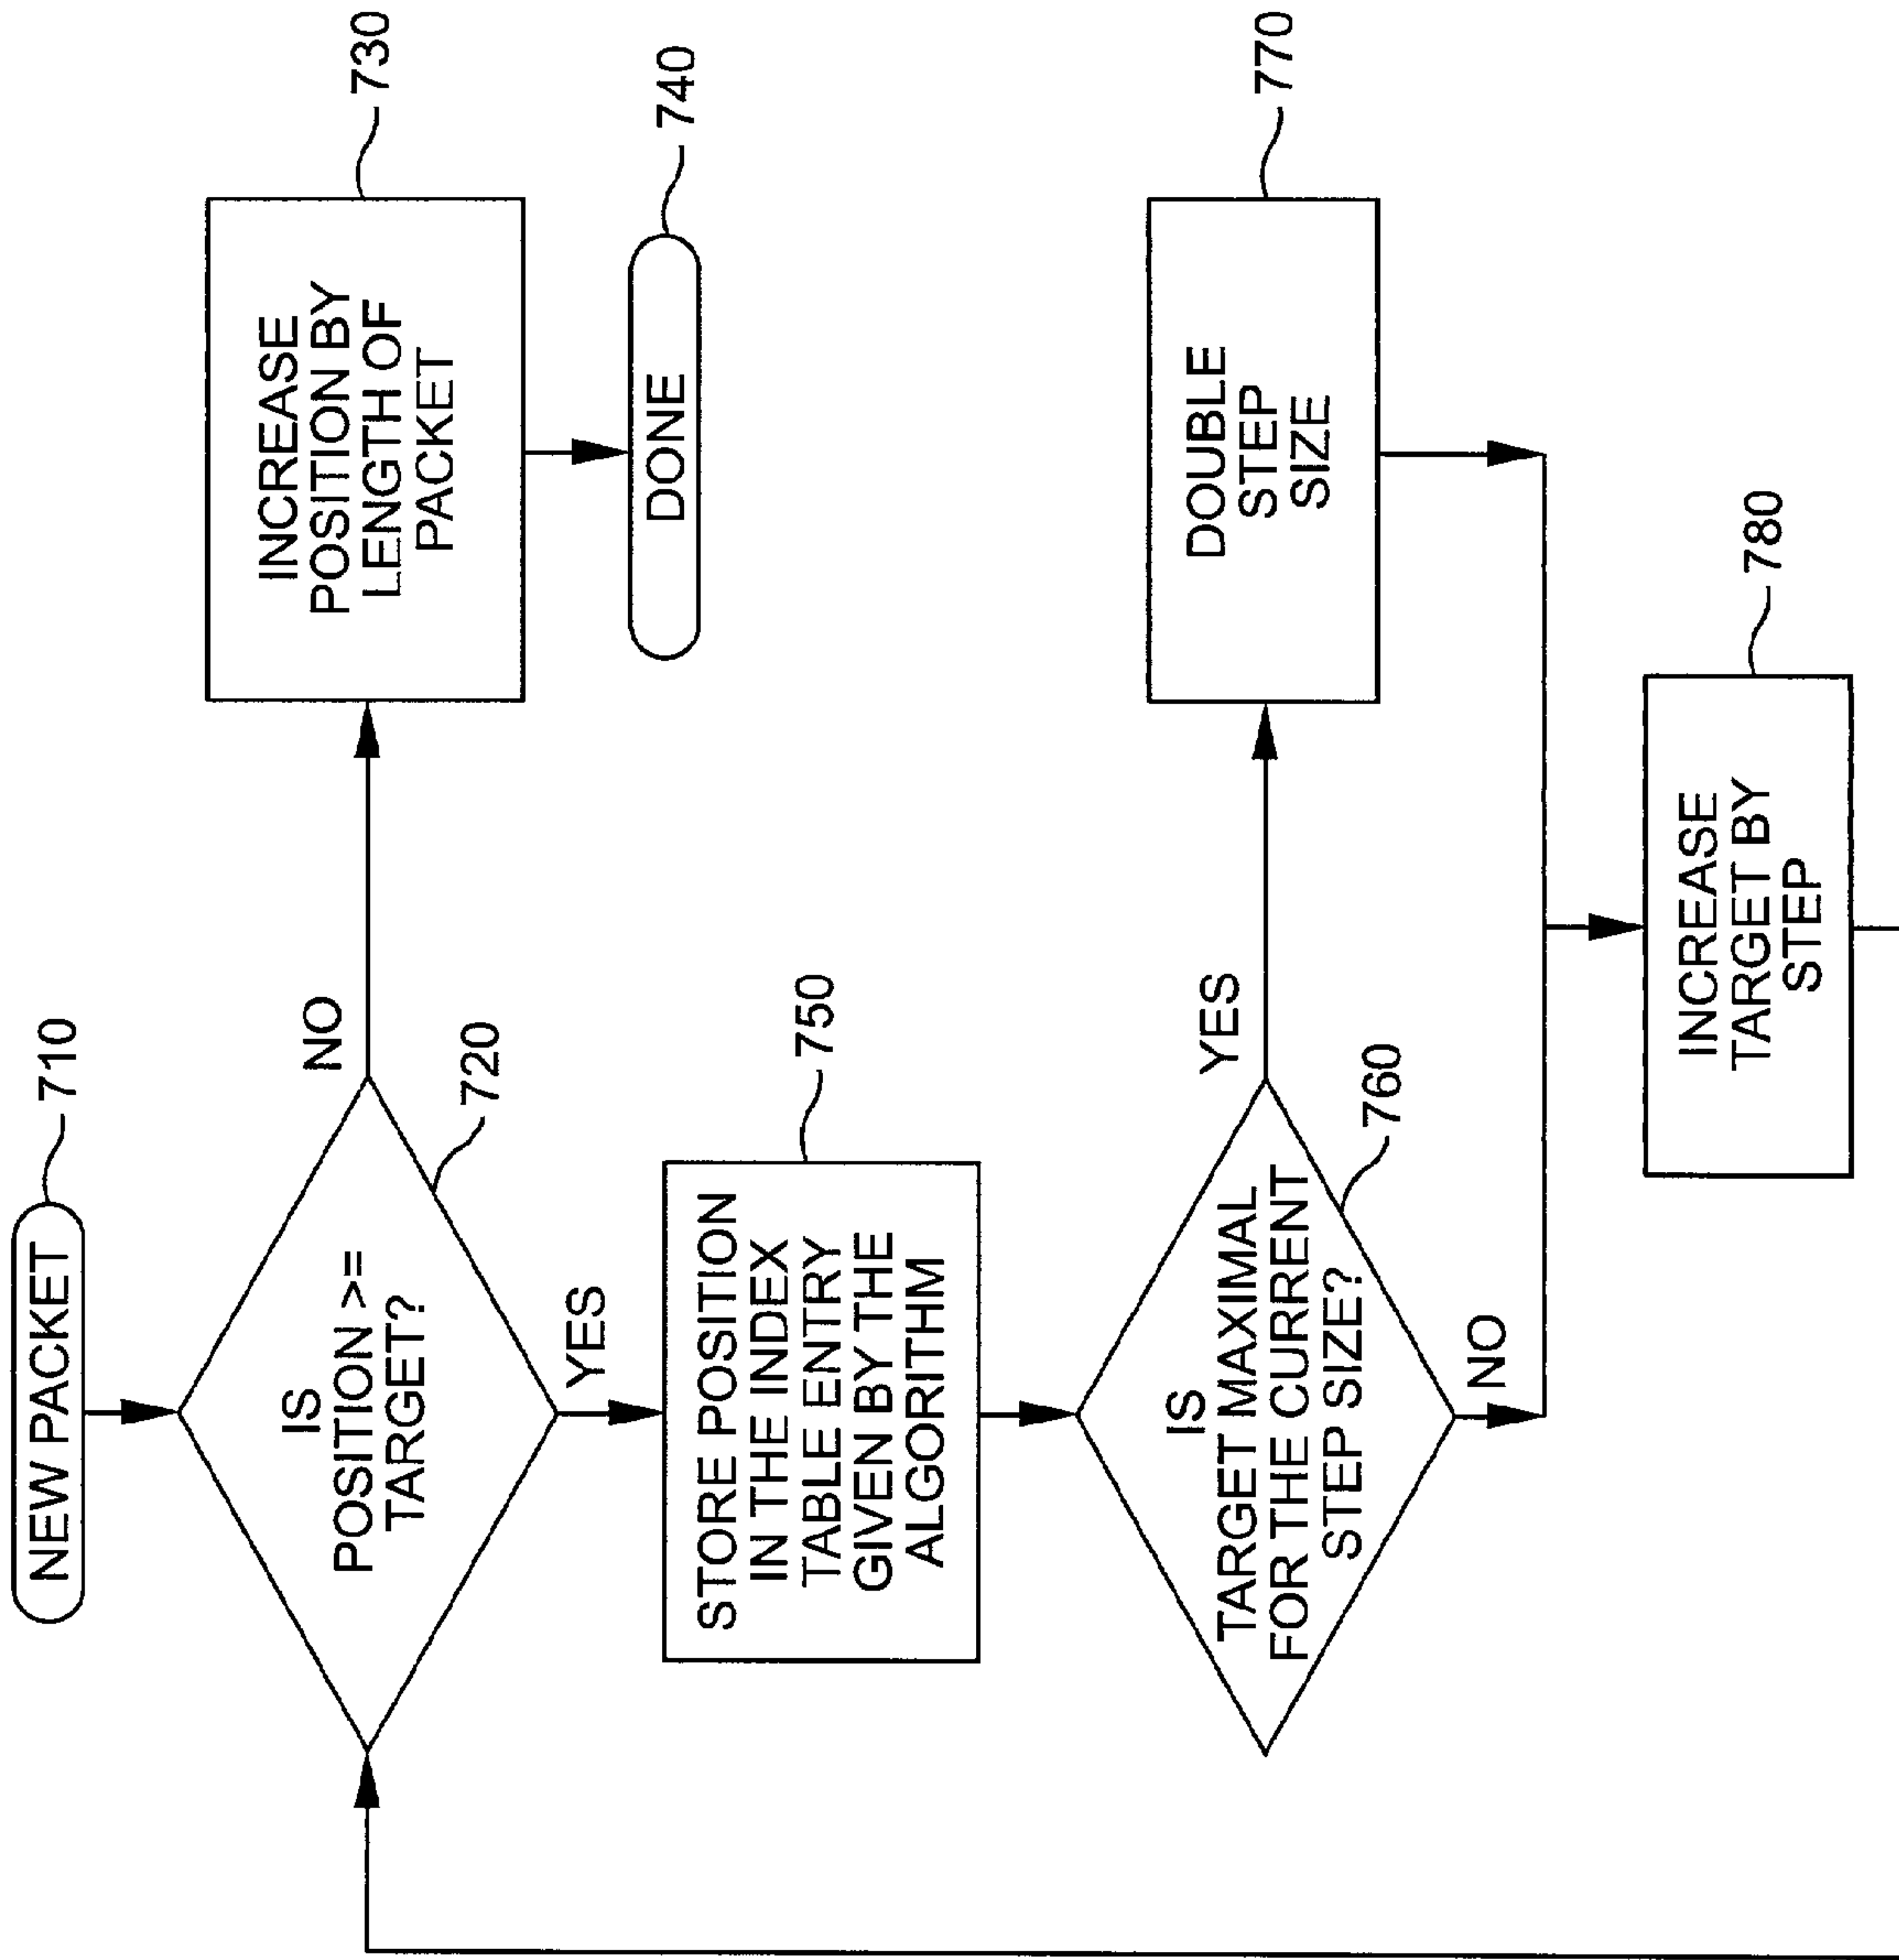 NEW PACKET
710
IS
POSITION >=
TARGET?
720
NO
INCREASE
POSITION BY
LENGTH OF
PACKET
730
DONE
740
YES
STORE POSITION
IN THE INDEX
TABLE ENTRY
GIVEN BY THE
ALGORITHM
750
IS
TARGET MAXIMAL
FOR THE CURRENT
STEP SIZE?
760
YES
DOUBLE
STEP
SIZE
770
NO
INCREASE
TARGET BY
STEP
780